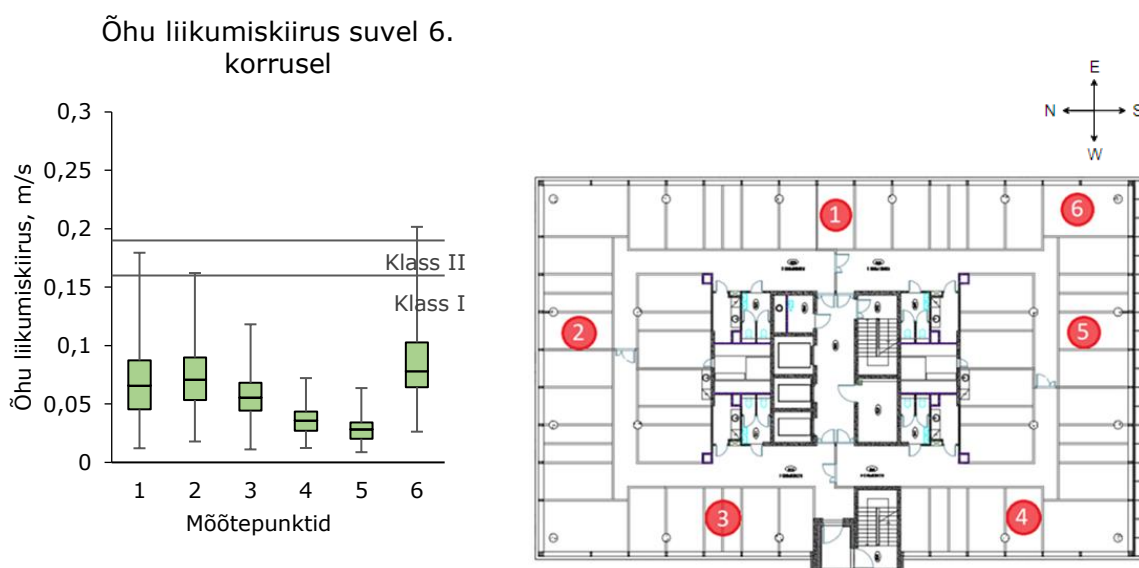 Õhu liikumiskiirus suvel 6.
korrusel
Õhu liikumiskiirus, m/s
0,3
0,25
0,2
0,15
0,1
0,05
0
Klass II
Klass I
1 2 3 4 5 6
Mõõtepunktid
E
N S
W
1
6
2
5
3
4